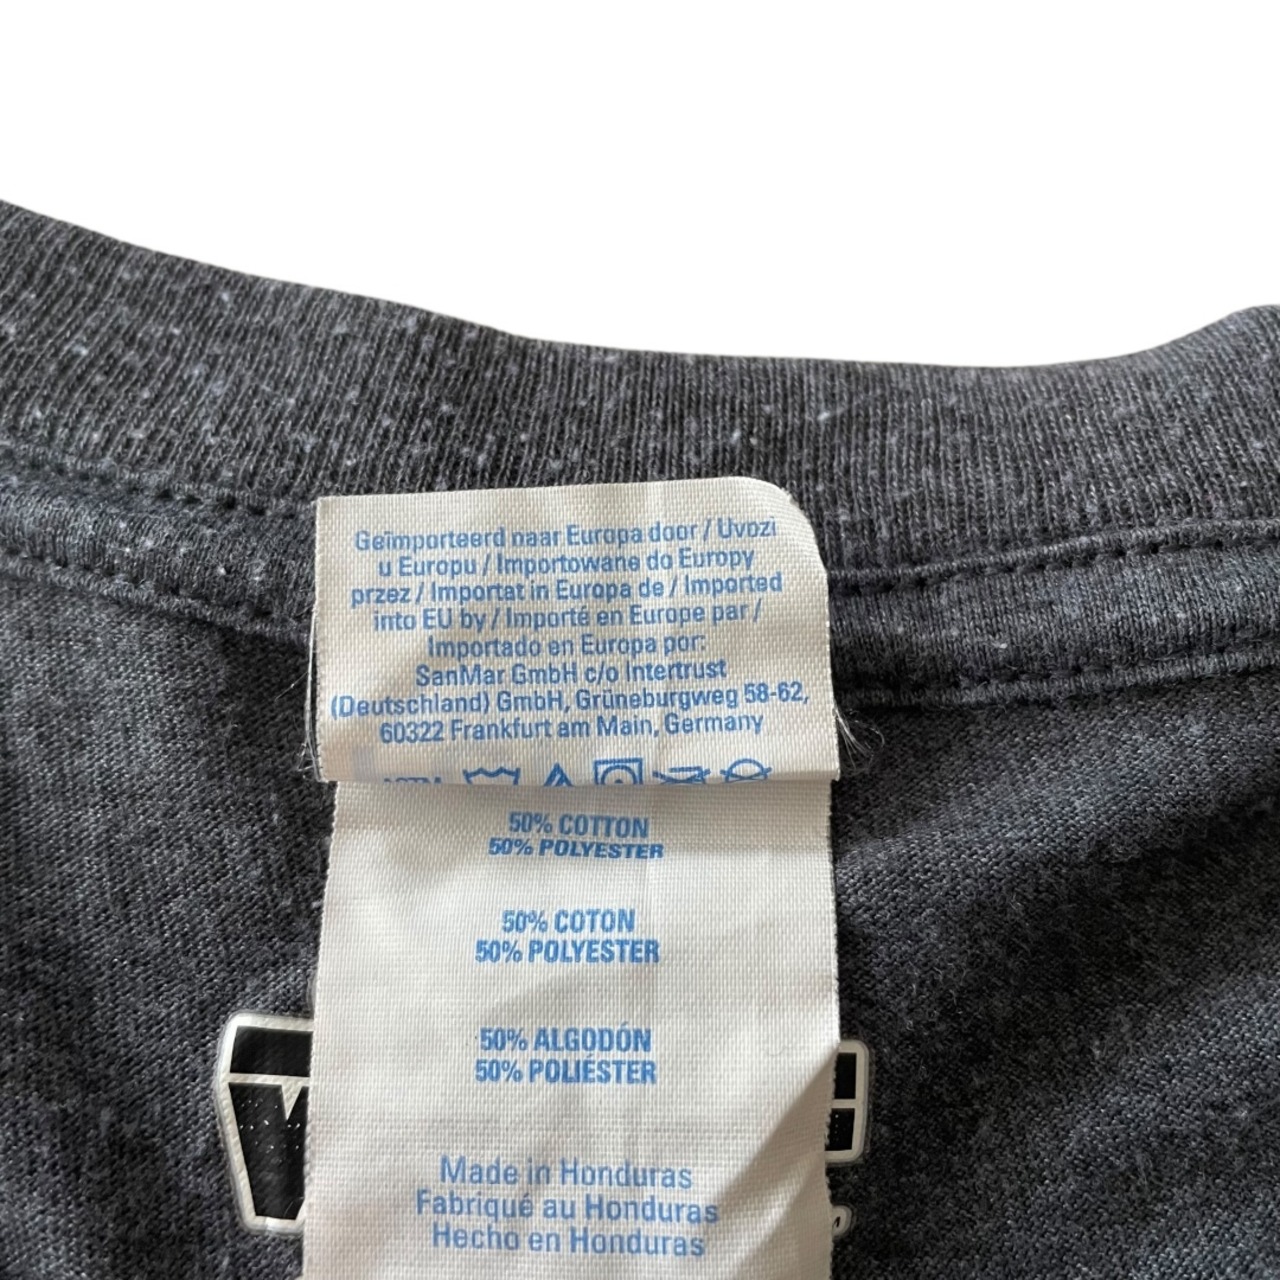 Geïmporteerd naar Europa door / Uvozi
u Europu / Importowane do Europy
przez / Importat in Europa de / Imported
into EU by / Importé en Europe par /
Importado en Europa por:
SanMar GmbH c/o Intertrust
(Deutschland) GmbH, Grüneburgweg 58-62,
60322 Frankfurt am Main, Germany
50% COTTON
50% POLYESTER
50% COTON
50% POLYESTER
50% ALGODÓN
50% POLIÉSTER
Made in Honduras
Fabriqué au Honduras
Hecho en Honduras